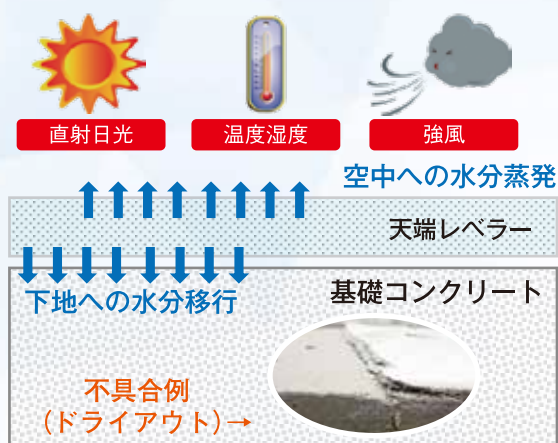 直射日光
温度湿度
強風
空中への水分蒸発
天端レベラー
下地への水分移行
基礎コンクリート
不具合例
(ドライアウト)→